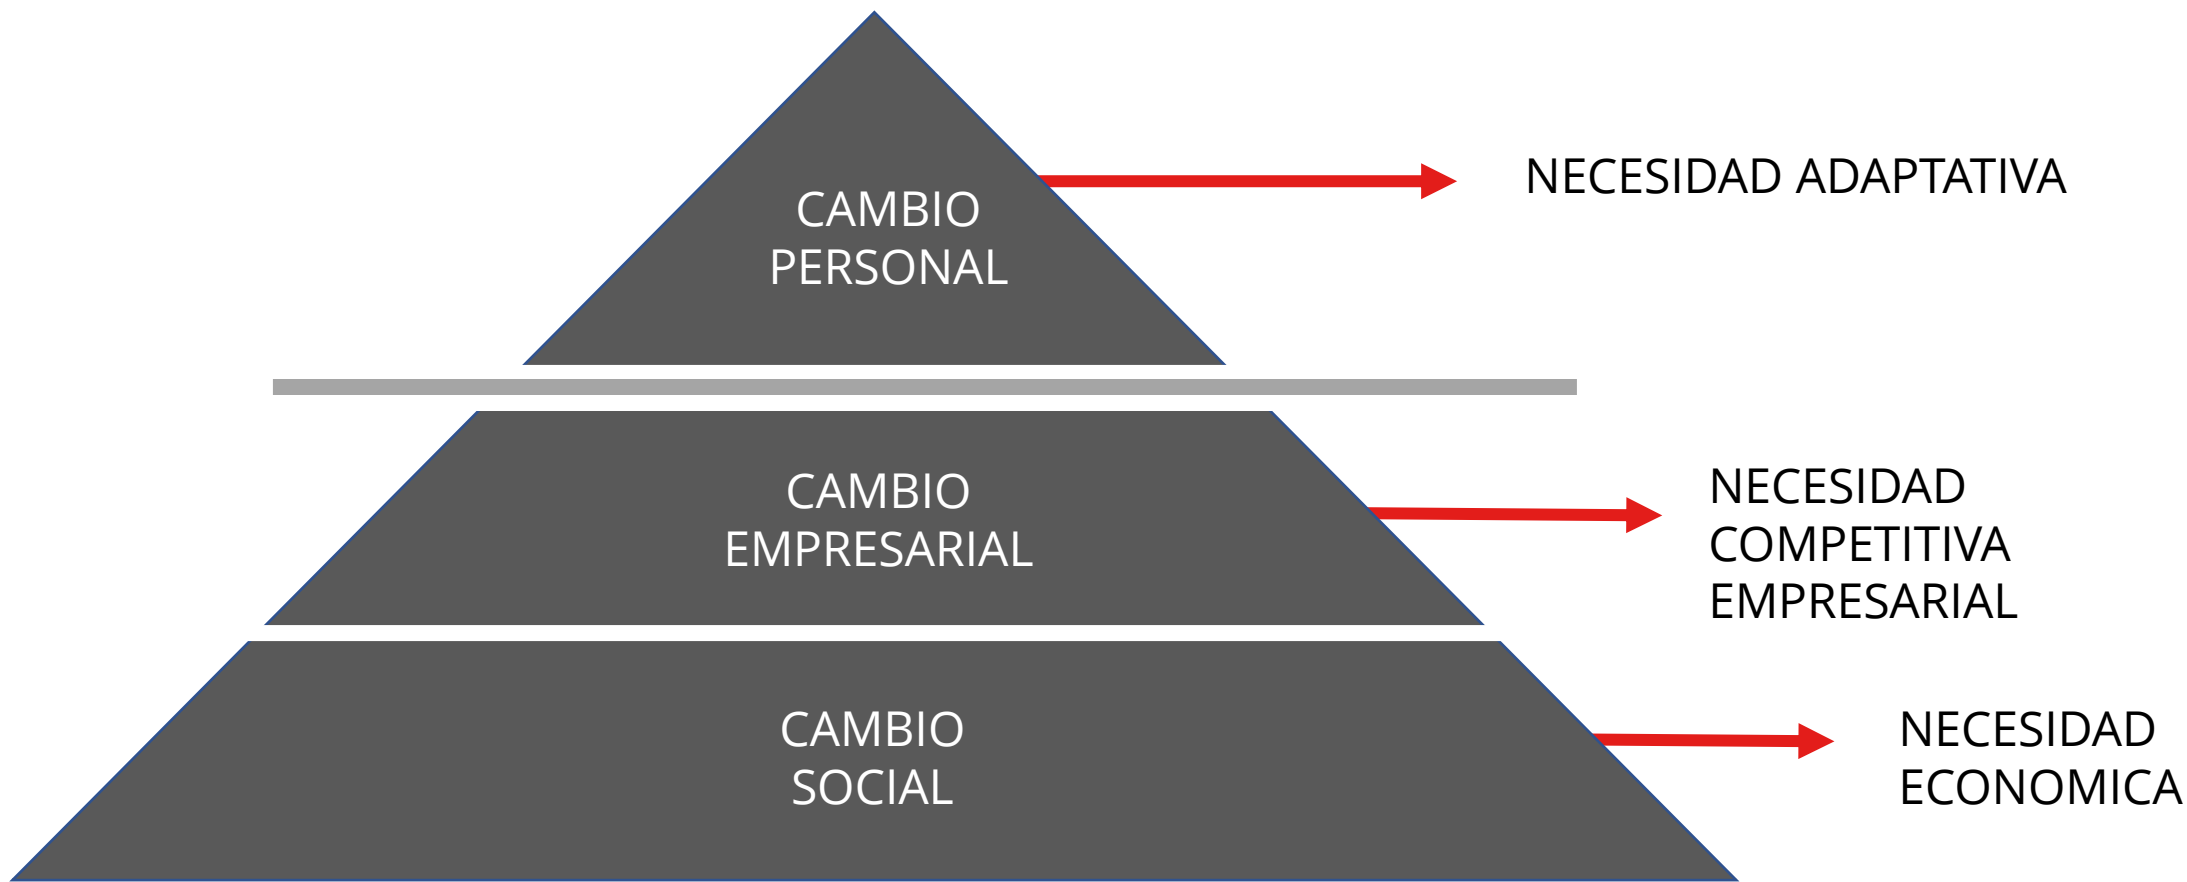 CAMBIO
PERSONAL
NECESIDAD ADAPTATIVA
CAMBIO
EMPRESARIAL
NECESIDAD
COMPETITIVA
EMPRESARIAL
CAMBIO
SOCIAL
NECESIDAD
ECONOMICA